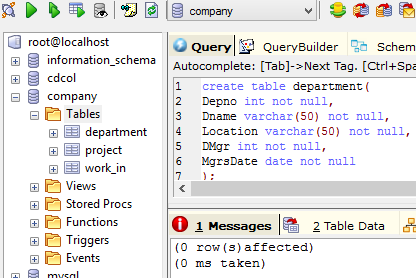 company
root@localhost
information_schema
cdcol
company
Tables
department
project
work_in
Views
Stored Procs
Functions
Triggers
Events
mysql
Query
QueryBuilder
Schem
Autocomplete: [Tab]->Next Tag. [Ctrl+Spa
1 create table department(
2 Depno int not null,
3 Dname varchar(50) not null,
4 Location varchar(50) not null,
5 DMgr int not null,
6 MgrsDate date not null
7 );
1 Messages
2 Table Data
(0 row(s)affected)
(0 ms taken)